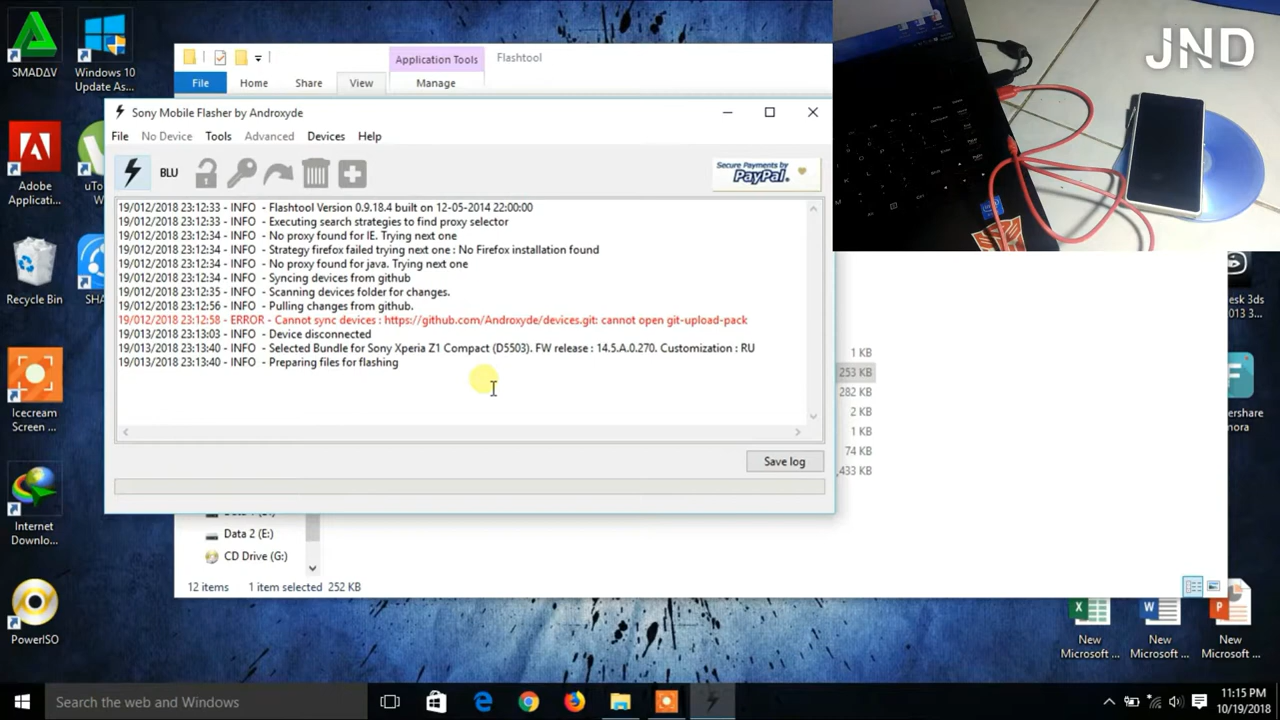 JND
SMADΔV
Windows 10
Update As...
Application Tools
Flashtool
File
Home
Share
View
Manage
Sony Mobile Flasher by Androxyde
File
No Device
Tools
Advanced
Devices
Help
BLU
Secure Payments by
PayPal.
19/012/2018 23:12:33 - INFO - Flashtool Version 0.9.18.4 built on 12-05-2014 22:00:00
19/012/2018 23:12:33 - INFO - Executing search strategies to find proxy selector
19/012/2018 23:12:34 - INFO - No proxy found for IE. Trying next one
19/012/2018 23:12:34 - INFO - Strategy firefox failed trying next one : No Firefox installation found
19/012/2018 23:12:34 - INFO - No proxy found for java. Trying next one
19/012/2018 23:12:34 - INFO - Syncing devices from github
19/012/2018 23:12:35 - INFO - Scanning devices folder for changes.
19/012/2018 23:12:56 - INFO - Pulling changes from github.
19/012/2018 23:12:58 - ERROR - Cannot sync devices : https://github.com/Androxyde/devices.git: cannot open git-upload-pack
19/013/2018 23:13:03 - INFO - Device disconnected
19/013/2018 23:13:40 - INFO - Selected Bundle for Sony Xperia Z1 Compact (D5503). FW release : 14.5.A.0.270. Customization : RU
19/013/2018 23:13:40 - INFO - Preparing files for flashing
Save log
Adobe
Applicati...
uTo
Recycle Bin
SHA
Icecream
Screen ...
Internet
Downlo...
PowerISO
1 KB
253 KB
282 KB
2 KB
1 KB
74 KB
,433 KB
Data 2 (E:)
CD Drive (G:)
12 items
1 item selected 252 KB
esk 3ds
013 3...
ershare
mora
New
Microsoft ...
New
Microsoft ...
New
Microsoft ...
Search the web and Windows
11:15 PM
10/19/2018